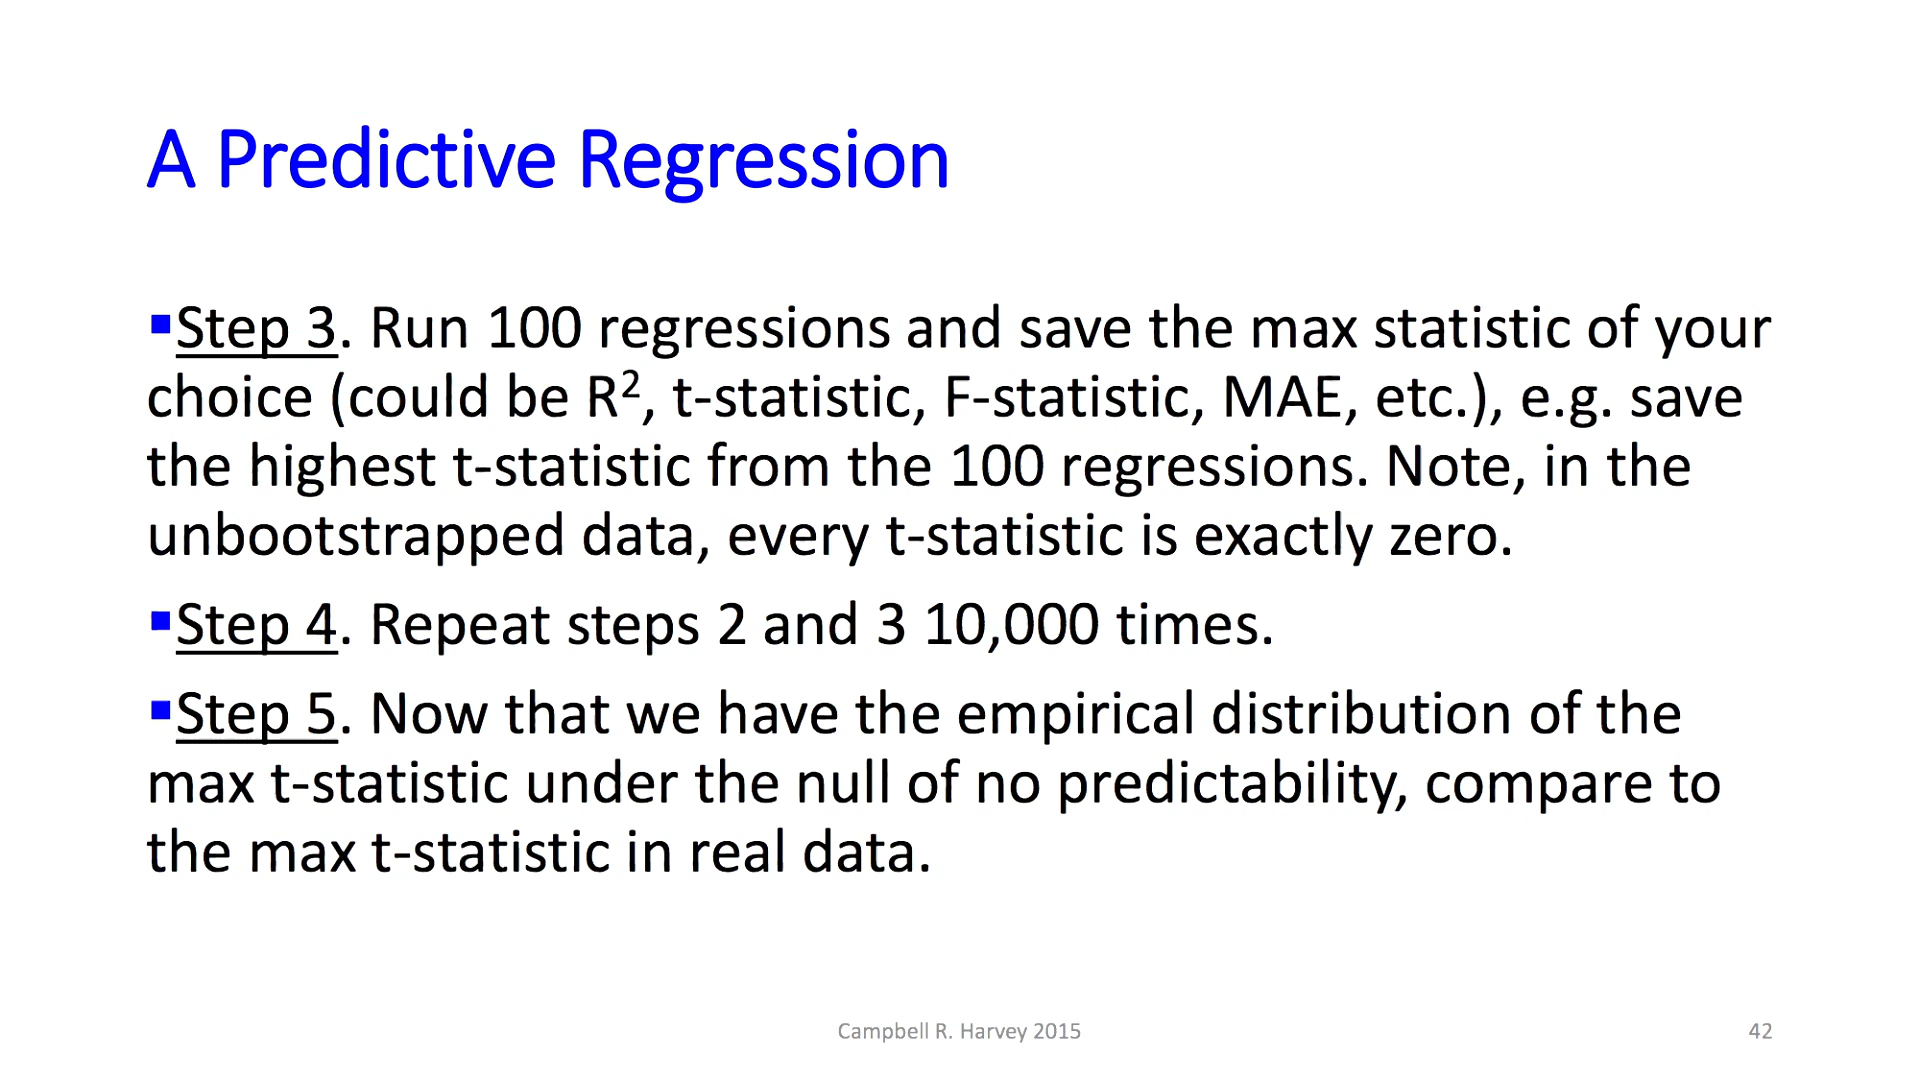 A Predictive Regression
▪Step 3. Run 100 regressions and save the max statistic of your
choice (could be R², t-statistic, F-statistic, MAE, etc.), e.g. save
the highest t-statistic from the 100 regressions. Note, in the
unbootstrapped data, every t-statistic is exactly zero.
▪Step 4. Repeat steps 2 and 3 10,000 times.
▪Step 5. Now that we have the empirical distribution of the
max t-statistic under the null of no predictability, compare to
the max t-statistic in real data.
Campbell R. Harvey 2015
42